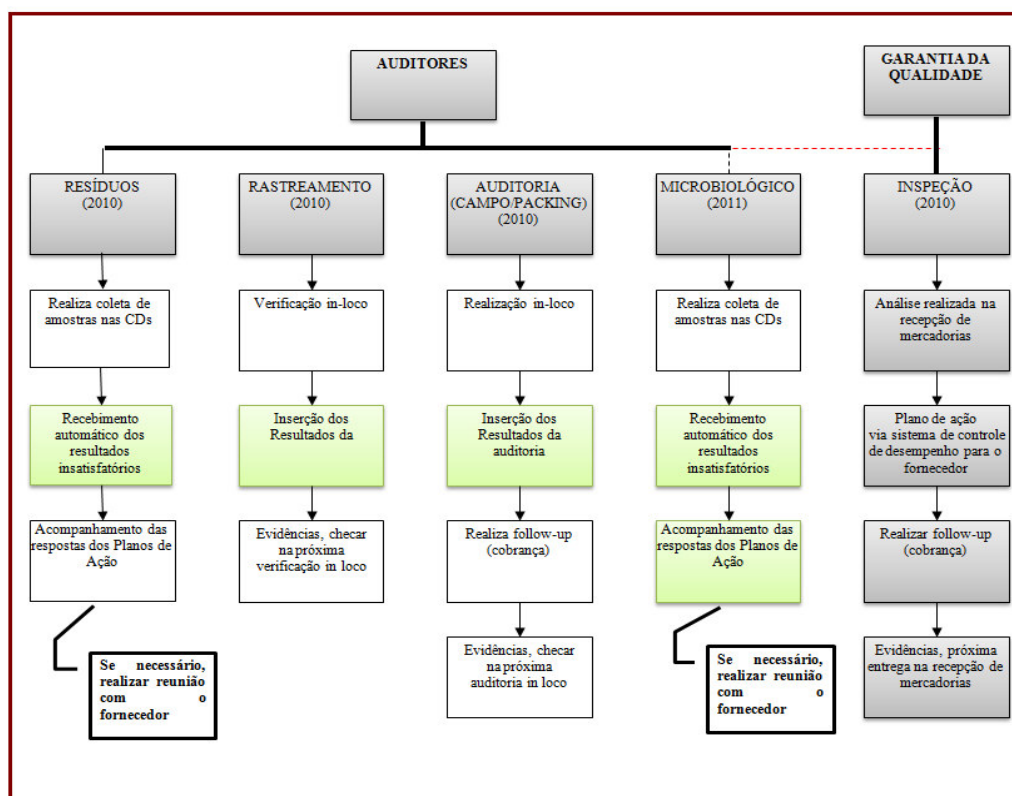 AUDITORES
GARANTIA DA
QUALIDADE
RESÍDUOS
(2010)
RASTREAMENTO
(2010)
AUDITORIA
(CAMPO/PACKING)
(2010)
MICROBIOLÓGICO
(2011)
INSPEÇÃO
(2010)
Realiza coleta de
amostras nas CDs
Verificação in-loco
Realização in-loco
Realiza coleta de
amostras nas CDs
Análise realizada na
recepção de
mercadorias
Recebimento
automático dos
resultados
insatisfatórios
Inserção dos
Resultados da
Inserção dos
Resultados da
auditoria
Recebimento
automático dos
resultados
insatisfatórios
Plano de ação
via sistema de controle
de desempenho para o
fornecedor
Acompanhamento das
respostas dos Planos de
Ação
Evidências, checar
na próxima
verificação in loco
Realiza follow-up
(cobrança)
Acompanhamento das
respostas dos Planos de
Ação
Realizar follow-up
(cobrança)
Se necessário,
realizar reunião
com o
fornecedor
Evidências, checar
na próxima
auditoria in loco
Se necessário,
realizar reunião
com o
fornecedor
Evidências, próxima
entrega na recepção de
mercadorias